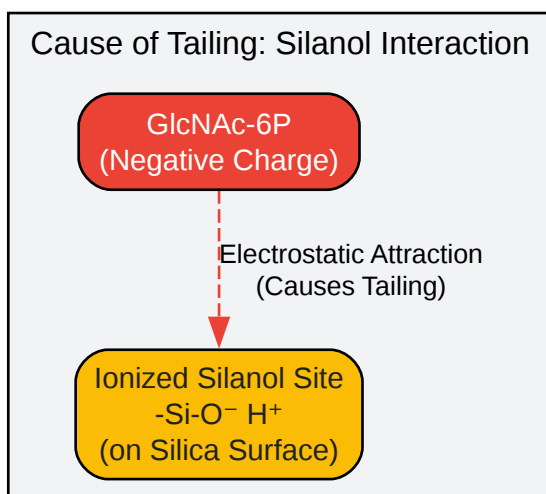 Cause of Tailing: Silanol Interaction
GlcNAc-6P
(Negative Charge)
Electrostatic Attraction
(Causes Tailing)
Ionized Silanol Site
-Si-O⁻ H⁺
(on Silica Surface)